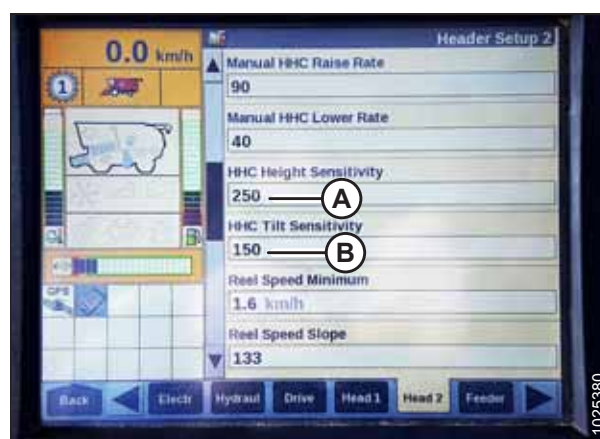 0.0 km/h
Header Setup 2
1
Manual HHC Raise Rate
90
Manual HHC Lower Rate
40
HHC Height Sensitivity
250
A
HHC Tilt Sensitivity
150
B
Reel Speed Minimum
1.6 km/h
GPS
Reel Speed Slope
133
Back
Electr
Hydraul
Drive
Head 1
Head 2
Feeder
1025380